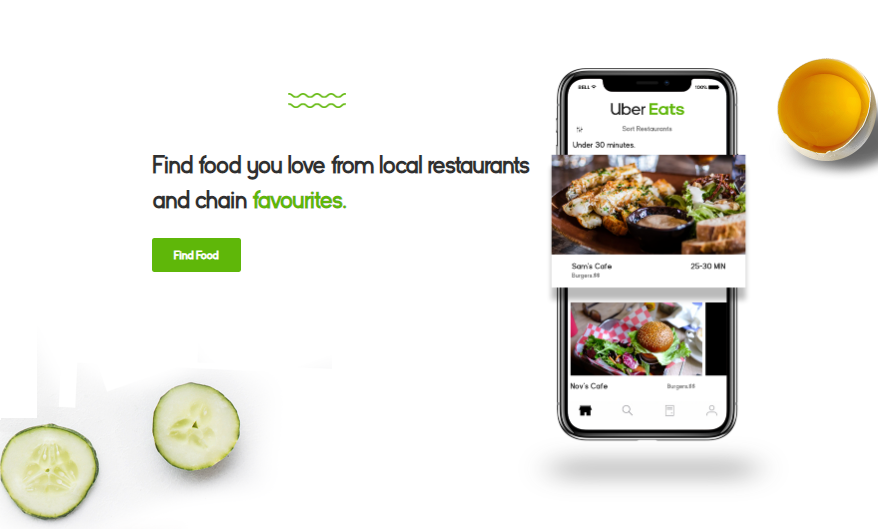 Find food you love from local restaurants
and chain favourites.
Find Food
BELL 100%
Uber Eats
Sort Restaurants
Under 30 minutes.
Sam's Cafe 25-30 MIN
Burgers.$$
Nov's Cafe Burgers.$$